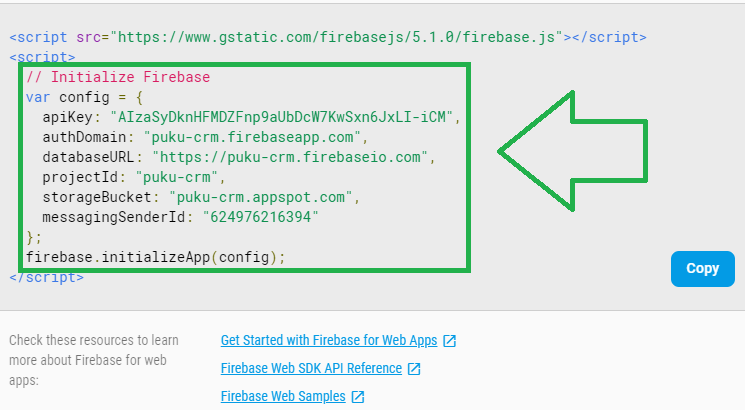 <script src="https://www.gstatic.com/firebasejs/5.1.0/firebase.js"></script>
<script>
// Initialize Firebase
var config = {
apiKey: "AIzaSyDknHFMDZFnp9aUbDcW7KwSxn6JxLI-iCM",
authDomain: "puku-crm.firebaseapp.com",
databaseURL: "https://puku-crm.firebaseio.com",
projectId: "puku-crm",
storageBucket: "puku-crm.appspot.com",
messagingSenderId: "624976216394"
};
firebase.initializeApp(config);
</script>
Copy
Check these resources to learn
more about Firebase for web
apps:
Get Started with Firebase for Web Apps
Firebase Web SDK API Reference
Firebase Web Samples